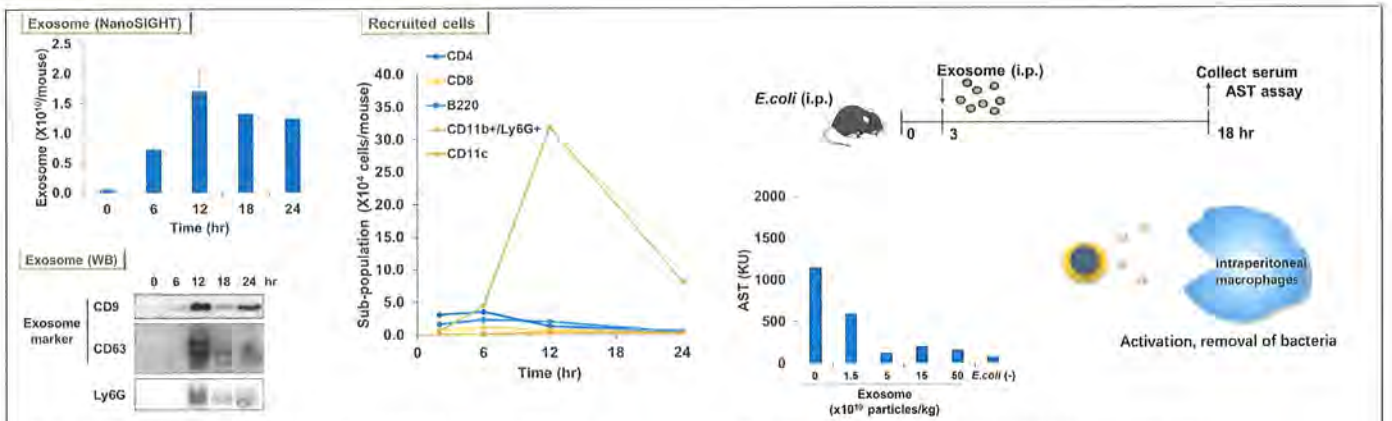 Exosome (NanoSIGHT)
Exosome (X10¹⁰/mouse)
2.5
2.0
1.5
1.0
0.5
0.0
0 6 12 18 24
Time (hr)
Exosome (WB)
0 6 12 18 24 hr
Exosome marker
CD9
CD63
Ly6G
Recruited cells
Sub-population (X10⁴ cells/mouse)
40.0
35.0
30.0
25.0
20.0
15.0
10.0
5.0
0.0
CD4
CD8
B220
CD11b+/Ly6G+
CD11c
0 6 12 18 24
Time (hr)
E.coli (i.p.)
Exosome (i.p.)
Collect serum
AST assay
0 3 18 hr
AST (KU)
2000
1500
1000
500
0
0 1.5 5 15 50 E.coli (-)
Exosome
(x10¹⁰ particles/kg)
intraperitoneal
macrophages
Activation, removal of bacteria